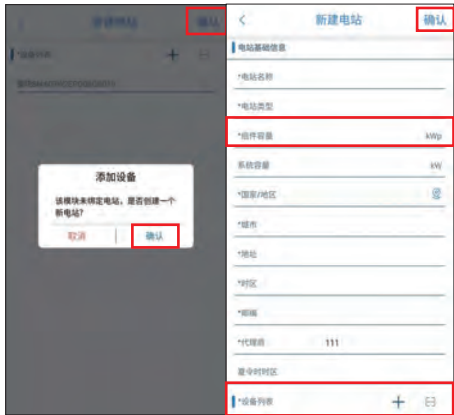 新建电站
确认
*设备列表
添加设备
该模块未绑定电站，是否创建一个
新电站？
取消
确认
新建电站
确认
电站基础信息
*电站名称
*电站类型
*组件容量
kWp
系统容量
kW
*国家/地区
*城市
*地址
*时区
*邮编
*代理商
111
夏令时时区
*设备列表